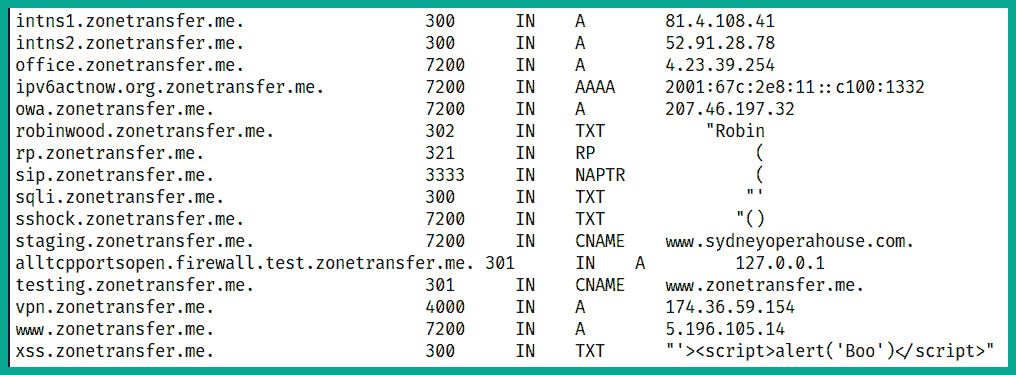 intns1.zonetransfer.me. 300 IN A 81.4.108.41
intns2.zonetransfer.me. 300 IN A 52.91.28.78
office.zonetransfer.me. 7200 IN A 4.23.39.254
ipv6actnow.org.zonetransfer.me. 7200 IN AAAA 2001:67c:2e8:11::c100:1332
owa.zonetransfer.me. 7200 IN A 207.46.197.32
robinwood.zonetransfer.me. 302 IN TXT "Robin
rp.zonetransfer.me. 321 IN RP (
sip.zonetransfer.me. 3333 IN NAPTR (
sqli.zonetransfer.me. 300 IN TXT "'
sshock.zonetransfer.me. 7200 IN TXT "()
staging.zonetransfer.me. 7200 IN CNAME www.sydneyoperahouse.com.
alltcpportsopen.firewall.test.zonetransfer.me. 301 IN A 127.0.0.1
testing.zonetransfer.me. 301 IN CNAME www.zonetransfer.me.
vpn.zonetransfer.me. 4000 IN A 174.36.59.154
www.zonetransfer.me. 7200 IN A 5.196.105.14
xss.zonetransfer.me. 300 IN TXT "'><script>alert('Boo')</script>"